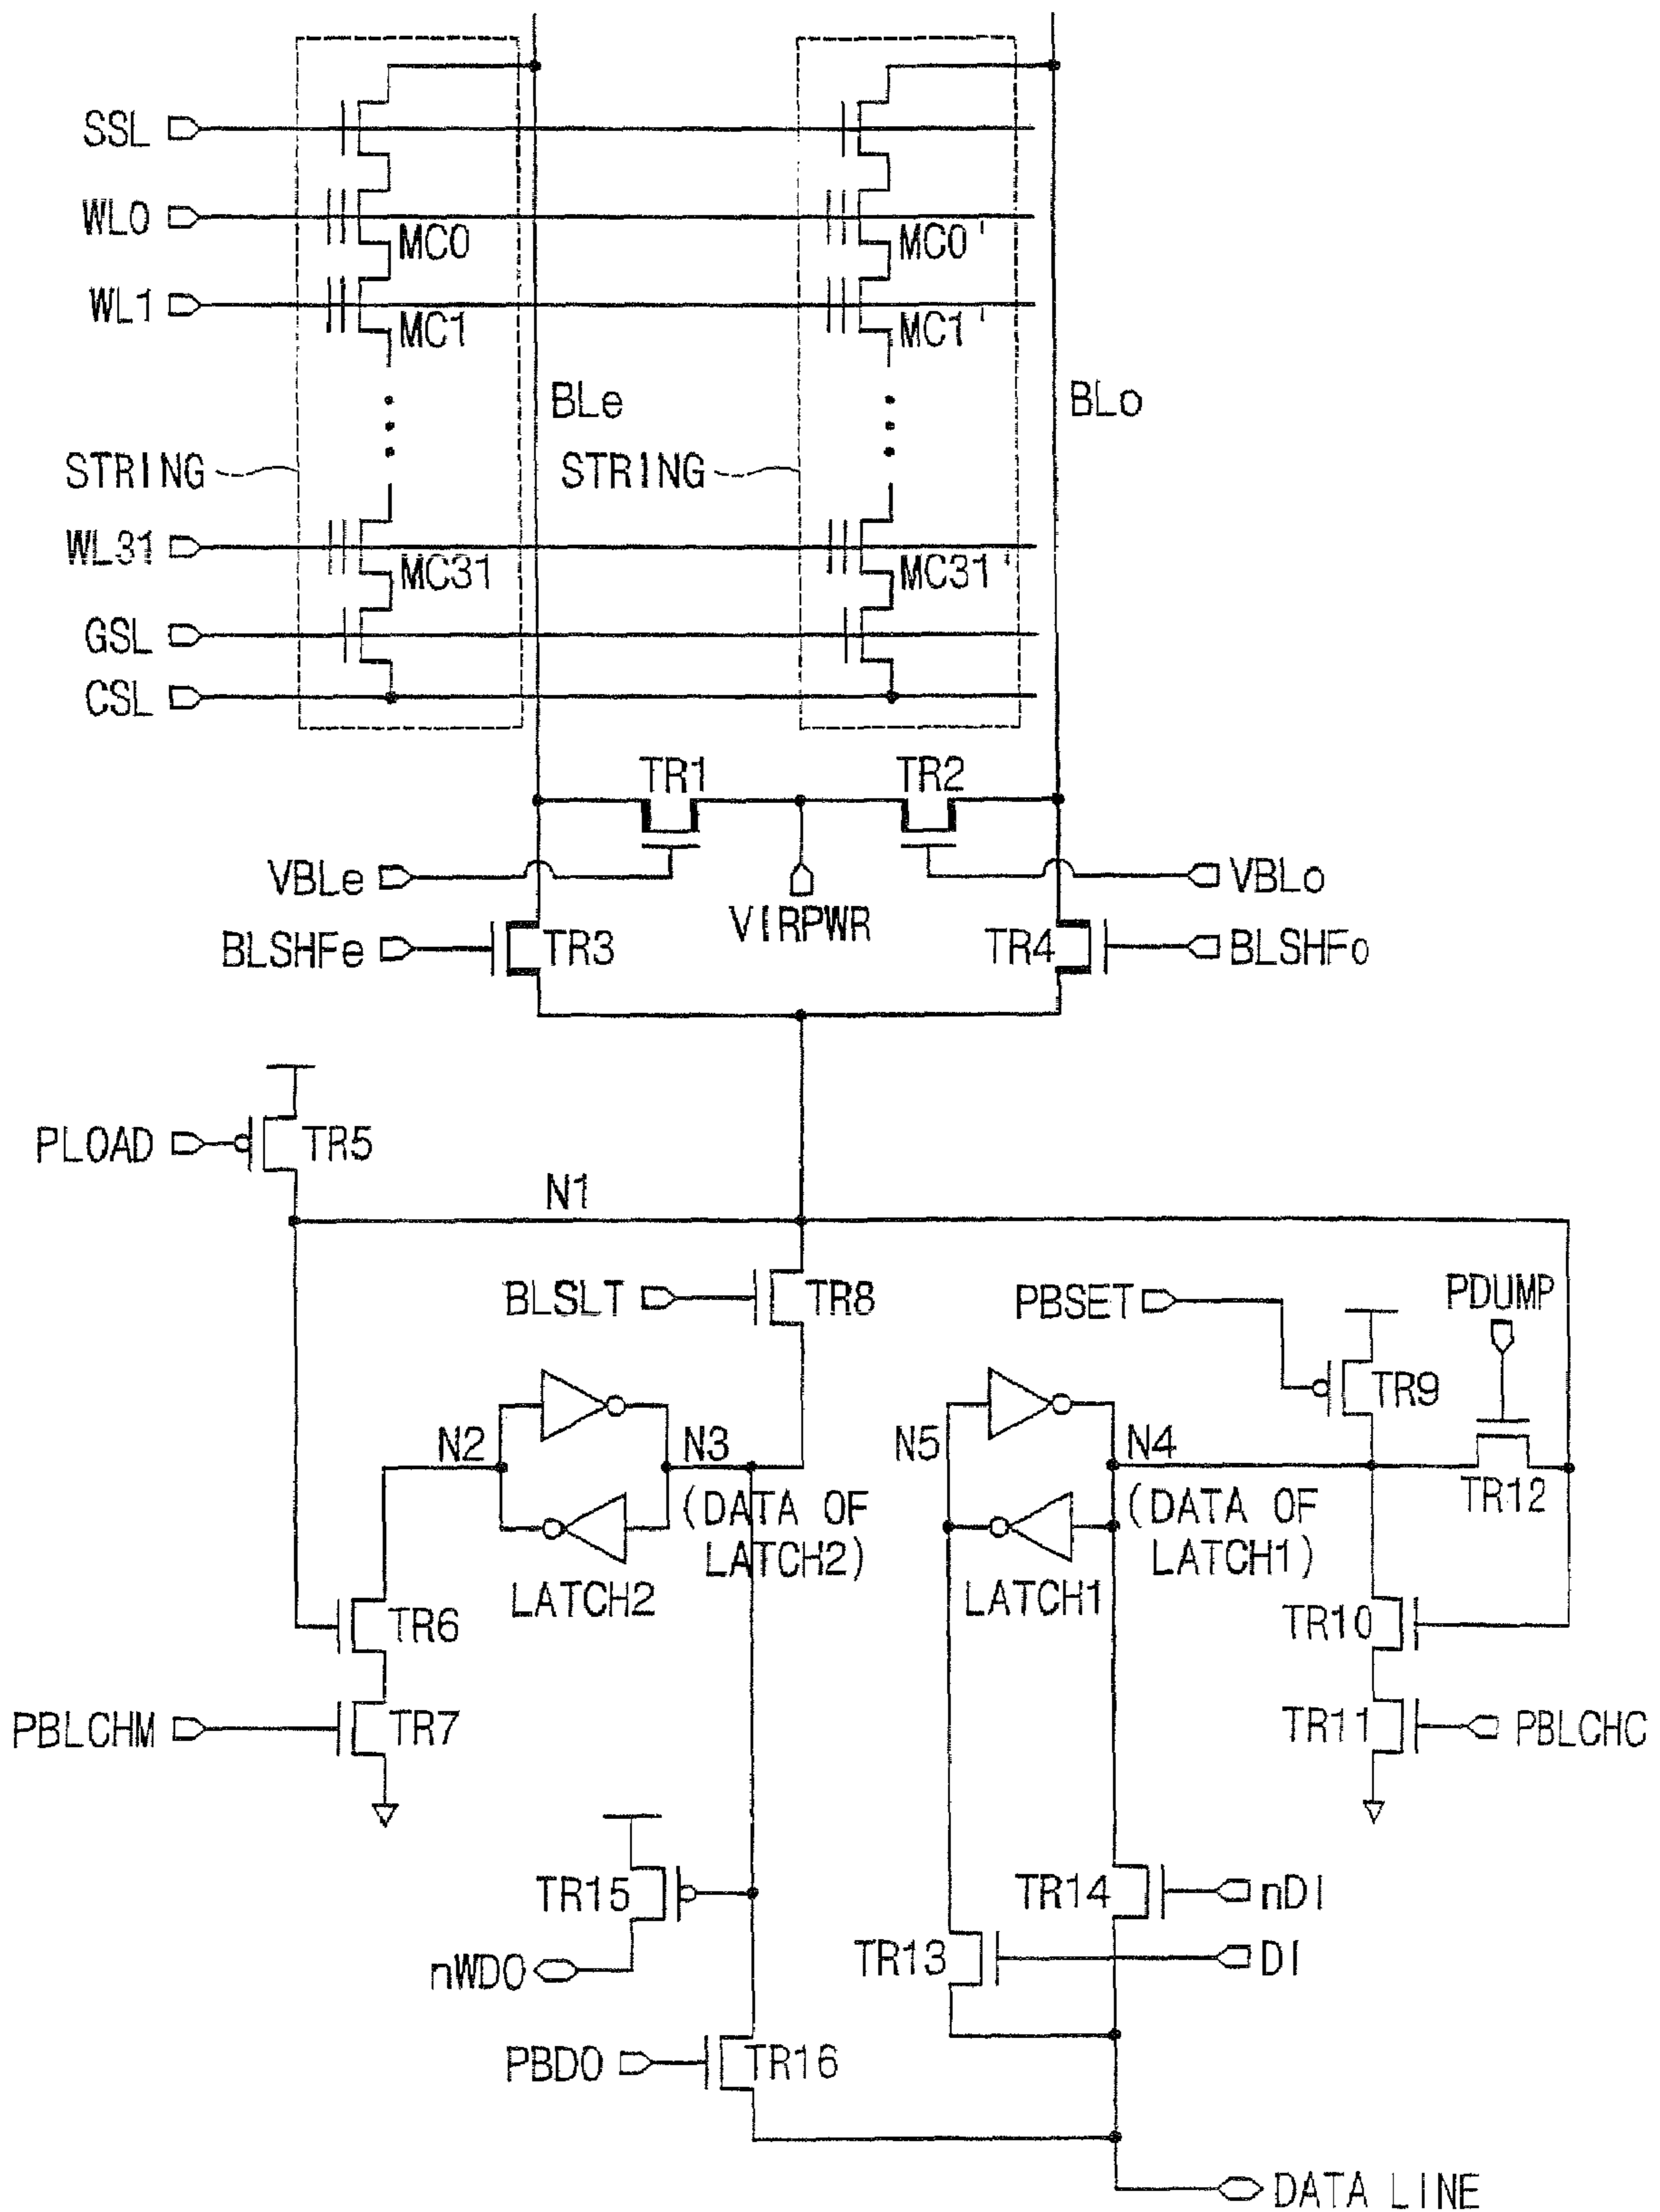 SSL
WL0
MC0
MC0'
WL1
MC1
MC1'
BLe
BLo
STRING
STRING
WL31
MC31
MC31'
GSL
CSL
TR1
TR2
VBLe
VBLo
VIRPWR
BLSHFe
TR3
TR4
BLSHFo
PLOAD
TR5
N1
BLSLT
TR8
PBSET
PDUMP
TR9
N2
N3
N5
N4
TR12
(DATA OF
LATCH2)
(DATA OF
LATCH1)
LATCH2
LATCH1
TR6
TR10
PBLCHM
TR7
TR11
PBLCHC
TR15
TR14
nDI
nWDO
TR13
DI
PBDO
TR16
DATA LINE